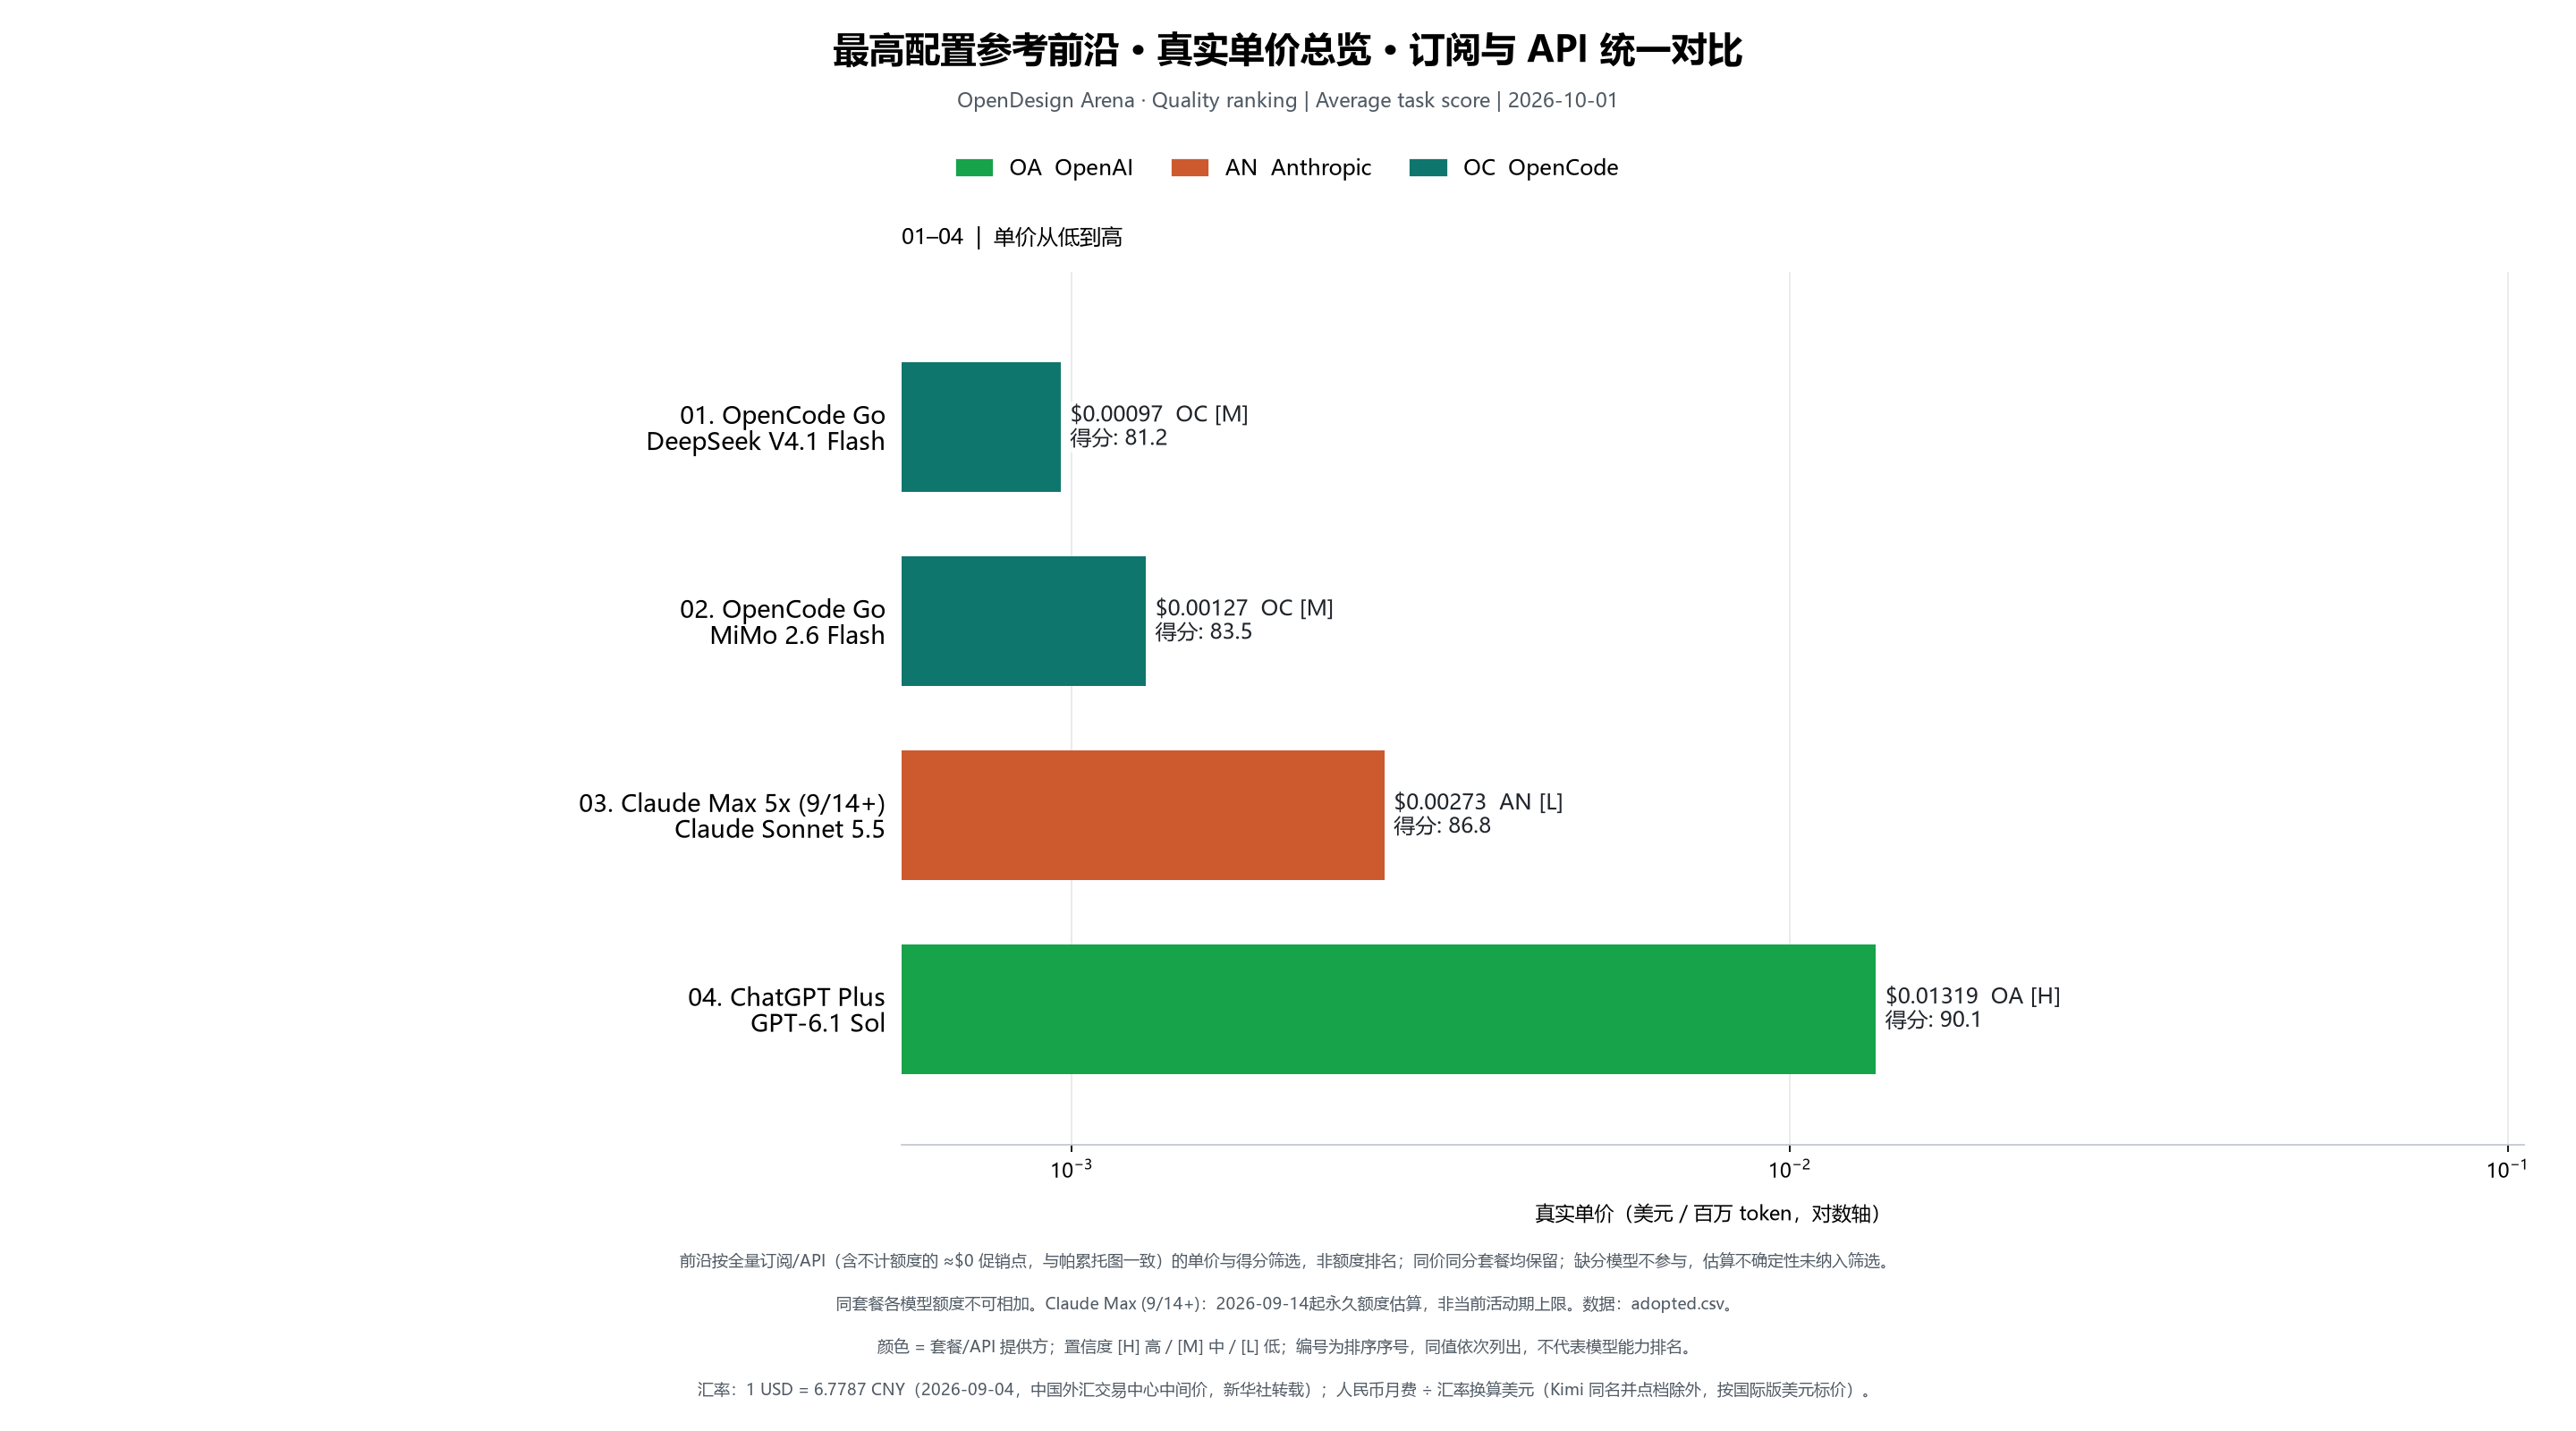 最高配置参考前沿 • 真实单价总览 • 订阅与 API 统一对比
OpenDesign Arena · Quality ranking | Average task score | 2026-10-01
OA OpenAI
AN Anthropic
OC OpenCode
01–04 | 单价从低到高
01. OpenCode Go
DeepSeek V4.1 Flash
$0.00097 OC [M]
得分: 81.2
02. OpenCode Go
MiMo 2.6 Flash
$0.00127 OC [M]
得分: 83.5
03. Claude Max 5x (9/14+)
Claude Sonnet 5.5
$0.00273 AN [L]
得分: 86.8
04. ChatGPT Plus
GPT-6.1 Sol
$0.01319 OA [H]
得分: 90.1
10⁻³
10⁻²
10⁻¹
真实单价（美元 / 百万 token，对数轴）
前沿按全量订阅/API（含不计额度的 ≈$0 促销点，与帕累托图一致）的单价与得分筛选，非额度排名；同价同分套餐均保留；缺分模型不参与，估算不确定性未纳入筛选。
同套餐各模型额度不可相加。Claude Max (9/14+)：2026-09-14起永久额度估算，非当前活动期上限。数据：adopted.csv。
颜色 = 套餐/API 提供方；置信度 [H] 高 / [M] 中 / [L] 低；编号为排序序号，同值依次列出，不代表模型能力排名。
汇率：1 USD = 6.7787 CNY（2026-09-04，中国外汇交易中心中间价，新华社转载）；人民币月费 ÷ 汇率换算美元（Kimi 同名并点档除外，按国际版美元标价）。